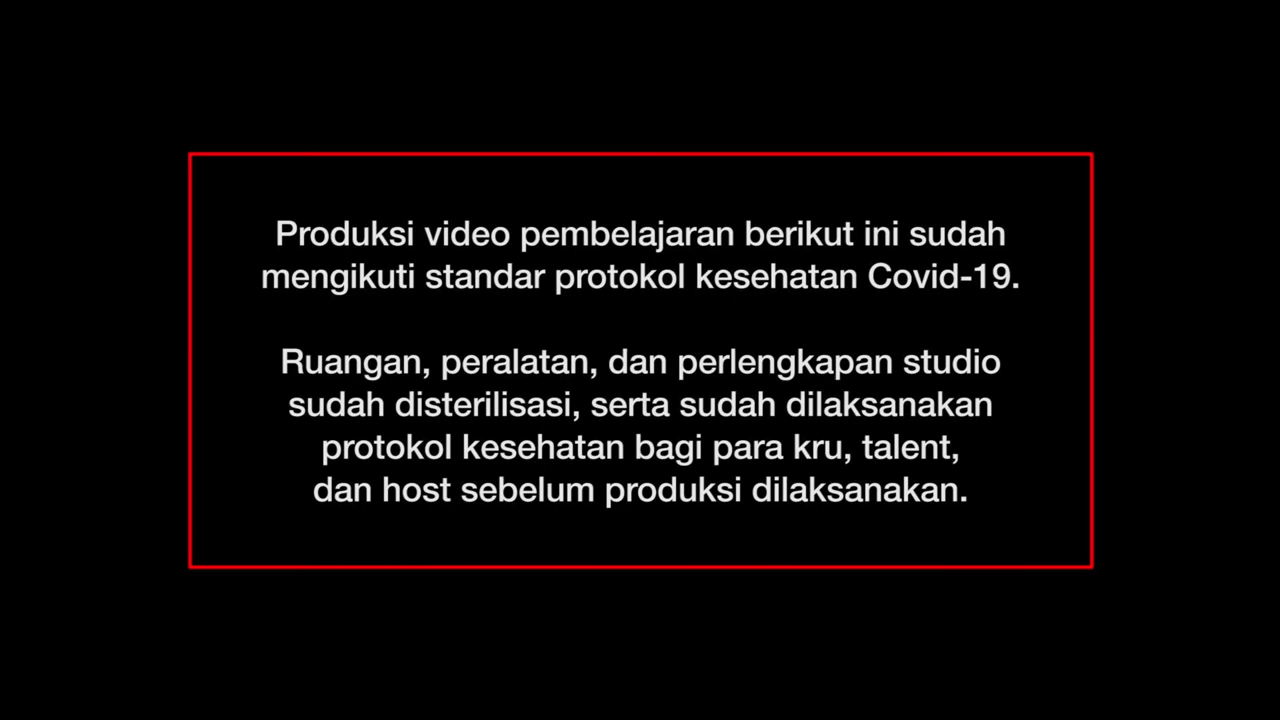 Produksi video pembelajaran berikut ini sudah
mengikuti standar protokol kesehatan Covid-19.
Ruangan, peralatan, dan perlengkapan studio
sudah disterilisasi, serta sudah dilaksanakan
protokol kesehatan bagi para kru, talent,
dan host sebelum produksi dilaksanakan.